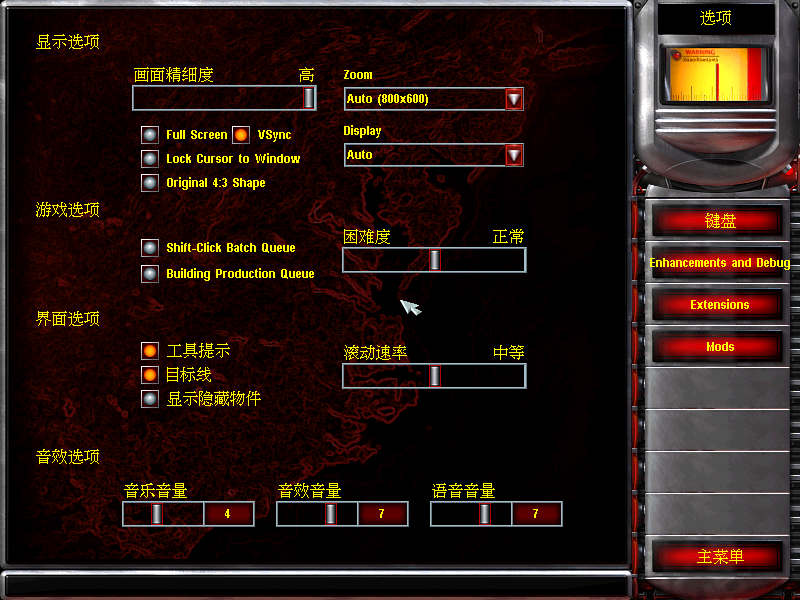 选项
WARNING
显示选项
画面精细度 高
Zoom
Auto (800x600)
Full Screen VSync
Display
Lock Cursor to Window
Auto
Original 4:3 Shape
游戏选项
困难度 正常
Shift-Click Batch Queue
Building Production Queue
界面选项
工具提示
滚动速率 中等
目标线
显示隐藏物件
音效选项
音乐音量
4
音效音量
7
语音音量
7
键盘
Enhancements and Debug
Extensions
Mods
主菜单